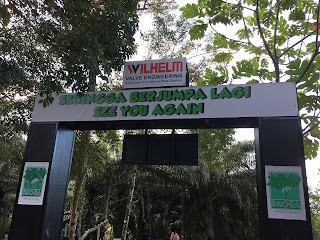 WILHELM
VALVE ENGINEERING
SEHINGGA BERJUMPA LAGI
SEE YOU AGAIN